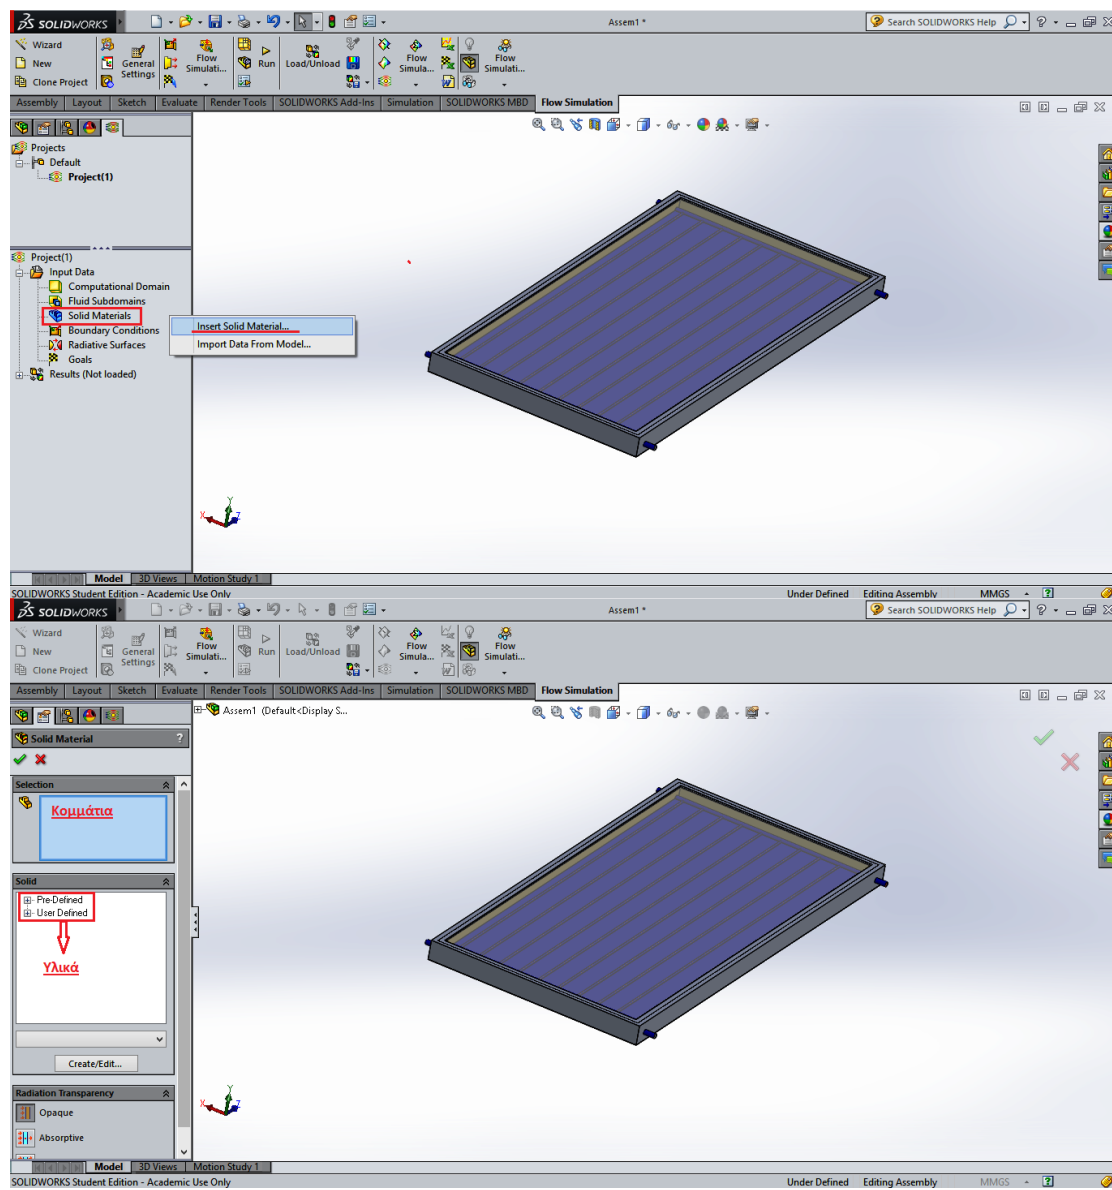 SOLIDWORKS
Assem1 *
Search SOLIDWORKS Help
Wizard
New
Clone Project
General Settings
Flow Simulati...
Run
Load/Unload
Flow Simula...
Flow Simulati...
Assembly Layout Sketch Evaluate Render Tools SOLIDWORKS Add-Ins Simulation SOLIDWORKS MBD Flow Simulation
Projects
Default
Project(1)
Project(1)
Input Data
Computational Domain
Fluid Subdomains
Solid Materials
Insert Solid Material...
Boundary Conditions
Import Data From Model...
Radiative Surfaces
Goals
Results (Not loaded)
Y
X Z
Model 3D Views Motion Study 1
SOLIDWORKS Student Edition - Academic Use Only Under Defined Editing Assembly MMGS
SOLIDWORKS
Assem1 *
Search SOLIDWORKS Help
Wizard
New
Clone Project
General Settings
Flow Simulati...
Run
Load/Unload
Flow Simula...
Flow Simulati...
Assembly Layout Sketch Evaluate Render Tools SOLIDWORKS Add-Ins Simulation SOLIDWORKS MBD Flow Simulation
Assem1 (Default<Display S...
Solid Material ?
Selection
Κομμάτια
Solid
Pre-Defined
User Defined
Υλικά
Create/Edit...
Radiation Transparency
Opaque
Absorptive
Y
X Z
Model 3D Views Motion Study 1
SOLIDWORKS Student Edition - Academic Use Only Under Defined Editing Assembly MMGS